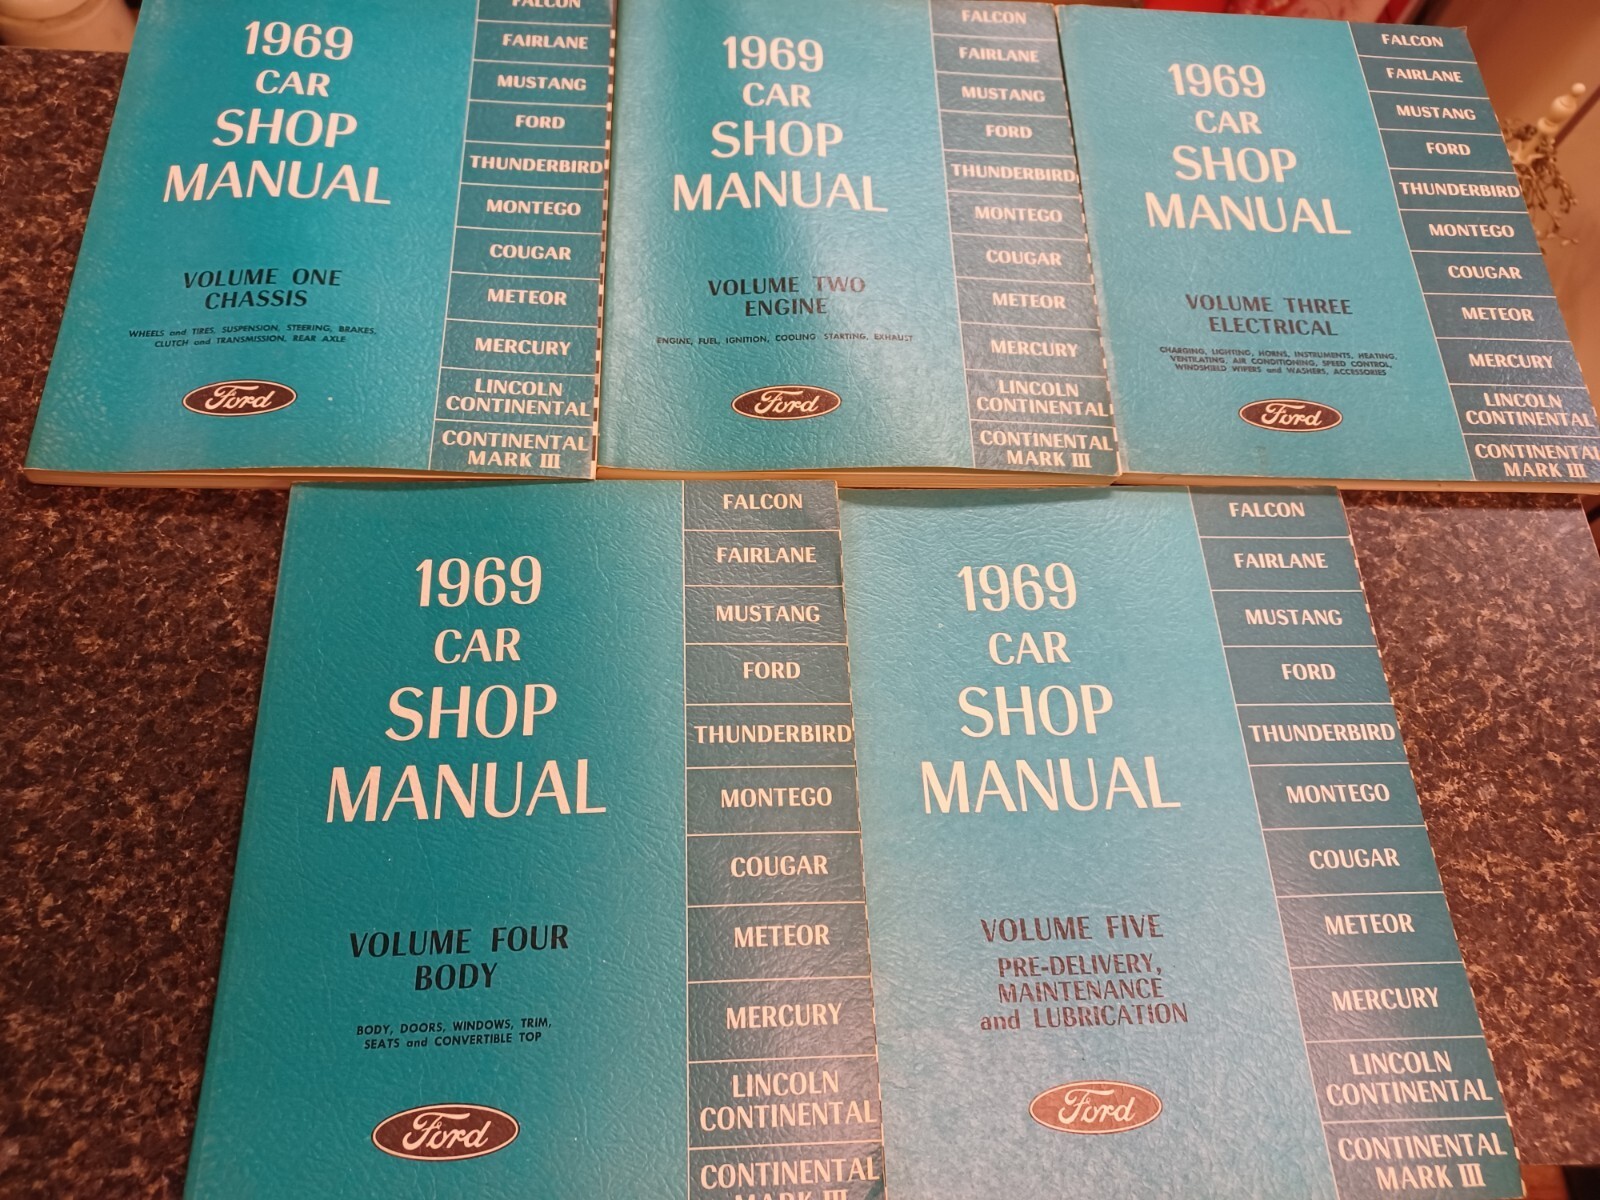 1969
CAR
SHOP
MANUAL
VOLUME ONE
CHASSIS
WHEELS and TIRES, SUSPENSION, STEERING, BRAKES,
CLUTCH and TRANSMISSION, REAR AXLE
Ford
FALCON
FAIRLANE
MUSTANG
FORD
THUNDERBIRD
MONTEGO
COUGAR
METEOR
MERCURY
LINCOLN
CONTINENTAL
CONTINENTAL
MARK III
1969
CAR
SHOP
MANUAL
VOLUME TWO
ENGINE
ENGINE, FUEL, IGNITION, COOLING STARTING, EXHAUST
Ford
FALCON
FAIRLANE
MUSTANG
FORD
THUNDERBIRD
MONTEGO
COUGAR
METEOR
MERCURY
LINCOLN
CONTINENTAL
CONTINENTAL
MARK III
1969
CAR
SHOP
MANUAL
VOLUME THREE
ELECTRICAL
CHARGING, LIGHTING, HORNS, INSTRUMENTS, HEATING,
VENTILATING, AIR CONDITIONING, SPEED CONTROL,
WINDSHIELD WIPERS and WASHERS, ACCESSORIES
Ford
FALCON
FAIRLANE
MUSTANG
FORD
THUNDERBIRD
MONTEGO
COUGAR
METEOR
MERCURY
LINCOLN
CONTINENTAL
CONTINENTAL
MARK III
1969
CAR
SHOP
MANUAL
VOLUME FOUR
BODY
BODY, DOORS, WINDOWS, TRIM,
SEATS and CONVERTIBLE TOP
Ford
FALCON
FAIRLANE
MUSTANG
FORD
THUNDERBIRD
MONTEGO
COUGAR
METEOR
MERCURY
LINCOLN
CONTINENTAL
CONTINENTAL
MARK III
1969
CAR
SHOP
MANUAL
VOLUME FIVE
PRE-DELIVERY,
MAINTENANCE
and LUBRICATION
Ford
FALCON
FAIRLANE
MUSTANG
FORD
THUNDERBIRD
MONTEGO
COUGAR
METEOR
MERCURY
LINCOLN
CONTINENTAL
CONTINENTAL
MARK III